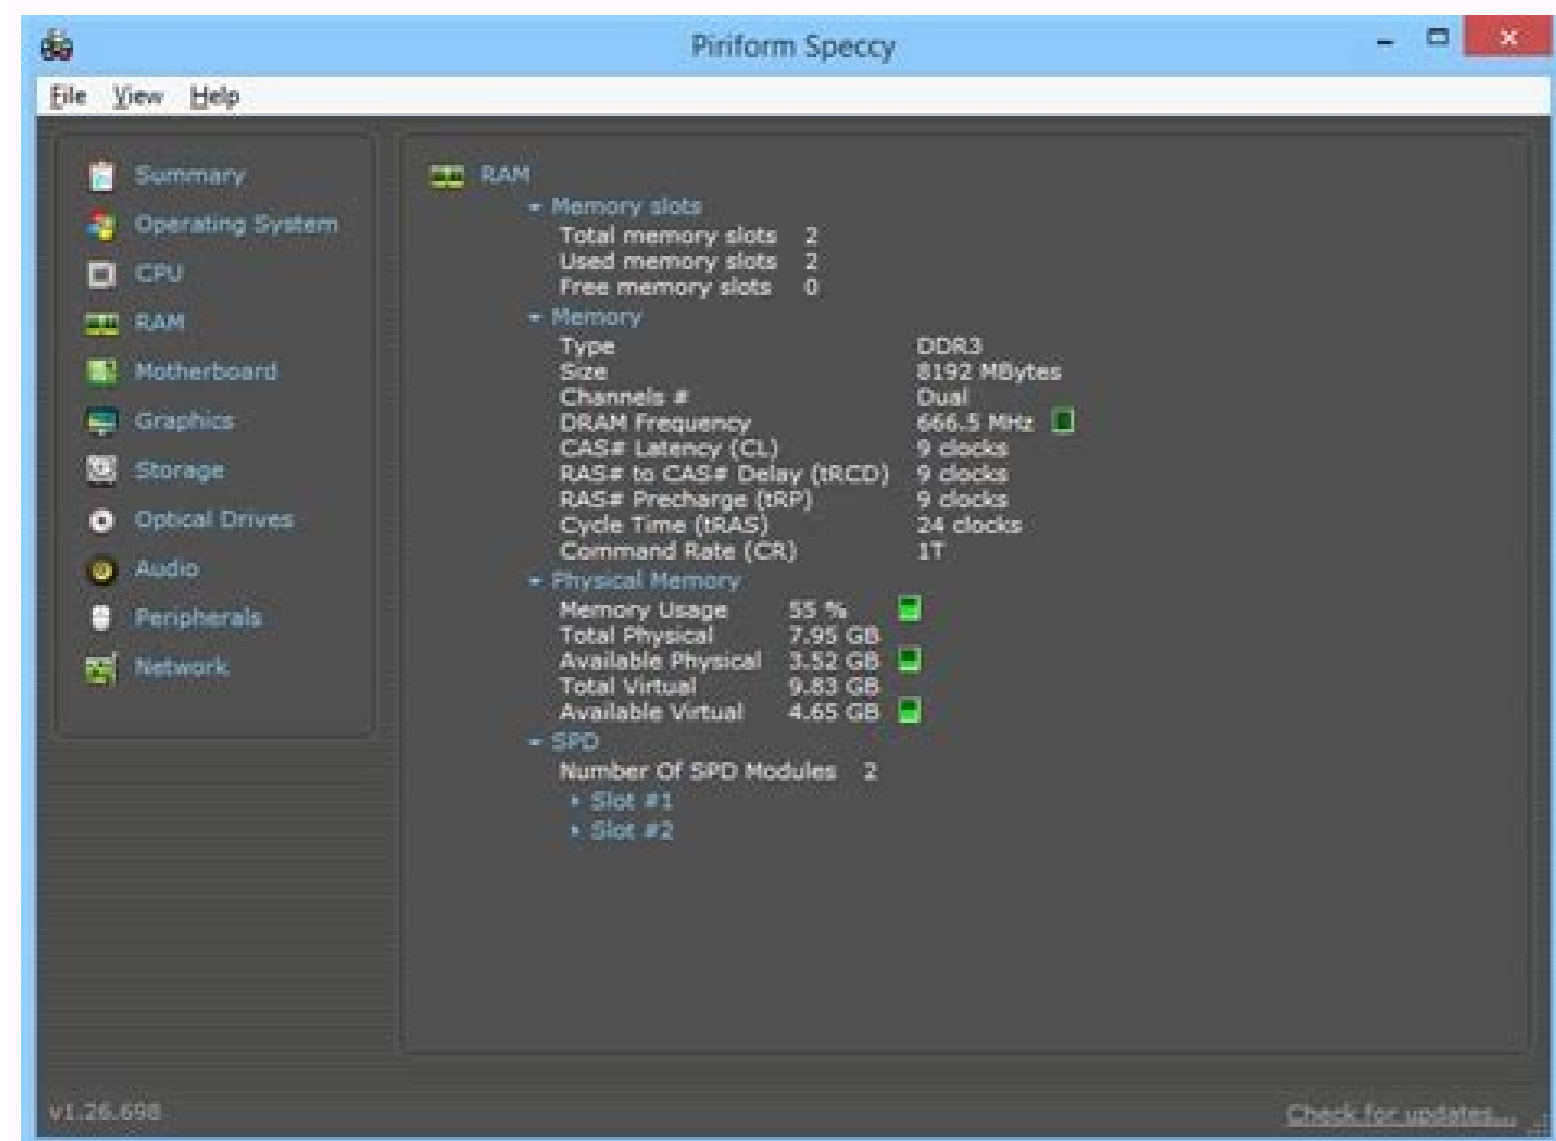 Piriform Speccy
File View Help
Summary
Operating System
CPU
RAM
Motherboard
Graphics
Storage
Optical Drives
Audio
Peripherals
Network
RAM
Memory slots
Total memory slots 2
Used memory slots 2
Free memory slots 0
Memory
Type DDR3
Size 8192 MBytes
Channels # Dual
DRAM Frequency 666.5 MHz
CAS# Latency (CL) 9 clocks
RAS# to CAS# Delay (tRCD) 9 clocks
RAS# Precharge (tRP) 9 clocks
Cycle Time (tRAS) 24 clocks
Command Rate (CR) 1T
Physical Memory
Memory Usage 55 %
Total Physical 7.95 GB
Available Physical 3.52 GB
Total Virtual 9.83 GB
Available Virtual 4.65 GB
SPD
Number Of SPD Modules 2
Slot #1
Slot #2
v1.26.698
Check for updates...